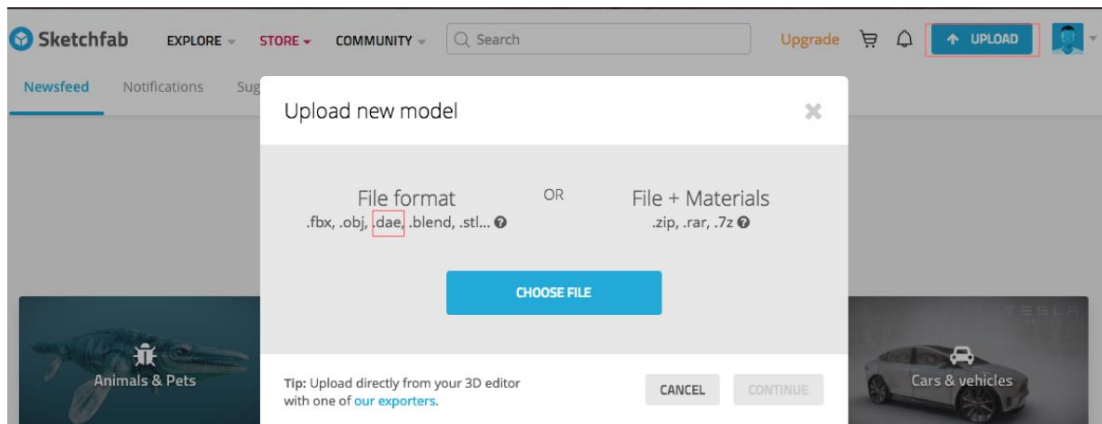 Sketchfab EXPLORE STORE COMMUNITY Search Upgrade UPLOAD
Newsfeed Notifications Sug
Upload new model
File format OR File + Materials
.fbx, .obj, .dae, .blend, .stl... .zip, .rar, .7z
CHOOSE FILE
TESLA
Animals & Pets
Cars & vehicles
Tip: Upload directly from your 3D editor
with one of our exporters.
CANCEL CONTINUE